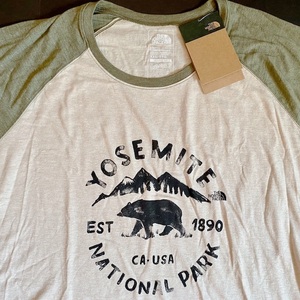 YOSEMITE
EST 1890
CA-USA
NATIONAL PARK